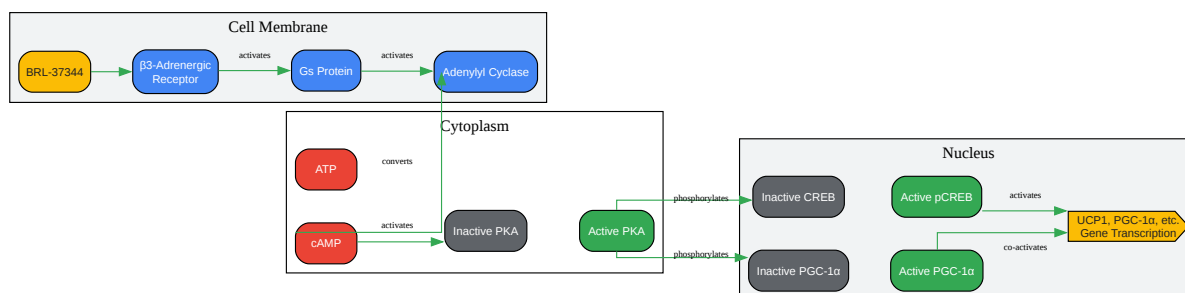 Cell Membrane
BRL-37344
β3-Adrenergic
Receptor
activates
Gs Protein
activates
Adenylyl Cyclase
Cytoplasm
ATP
converts
cAMP
activates
Inactive PKA
Active PKA
phosphorylates
phosphorylates
Nucleus
Inactive CREB
Active pCREB
activates
UCP1, PGC-1α, etc.
Gene Transcription
co-activates
Inactive PGC-1α
Active PGC-1α